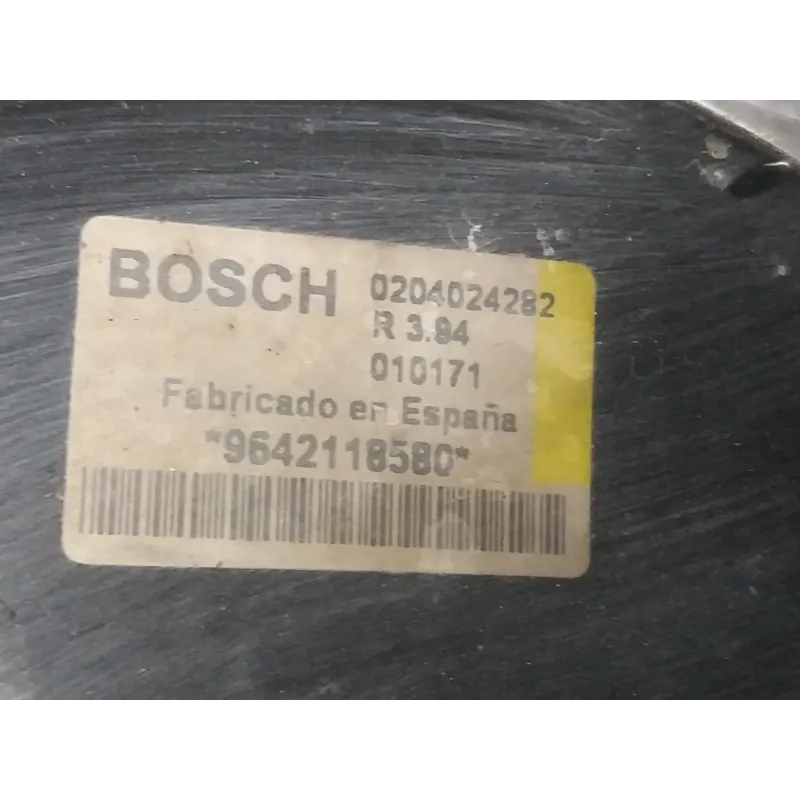 BOSCH 0204024282
R 3.94
010171
Fabricado en España
*9642118580*